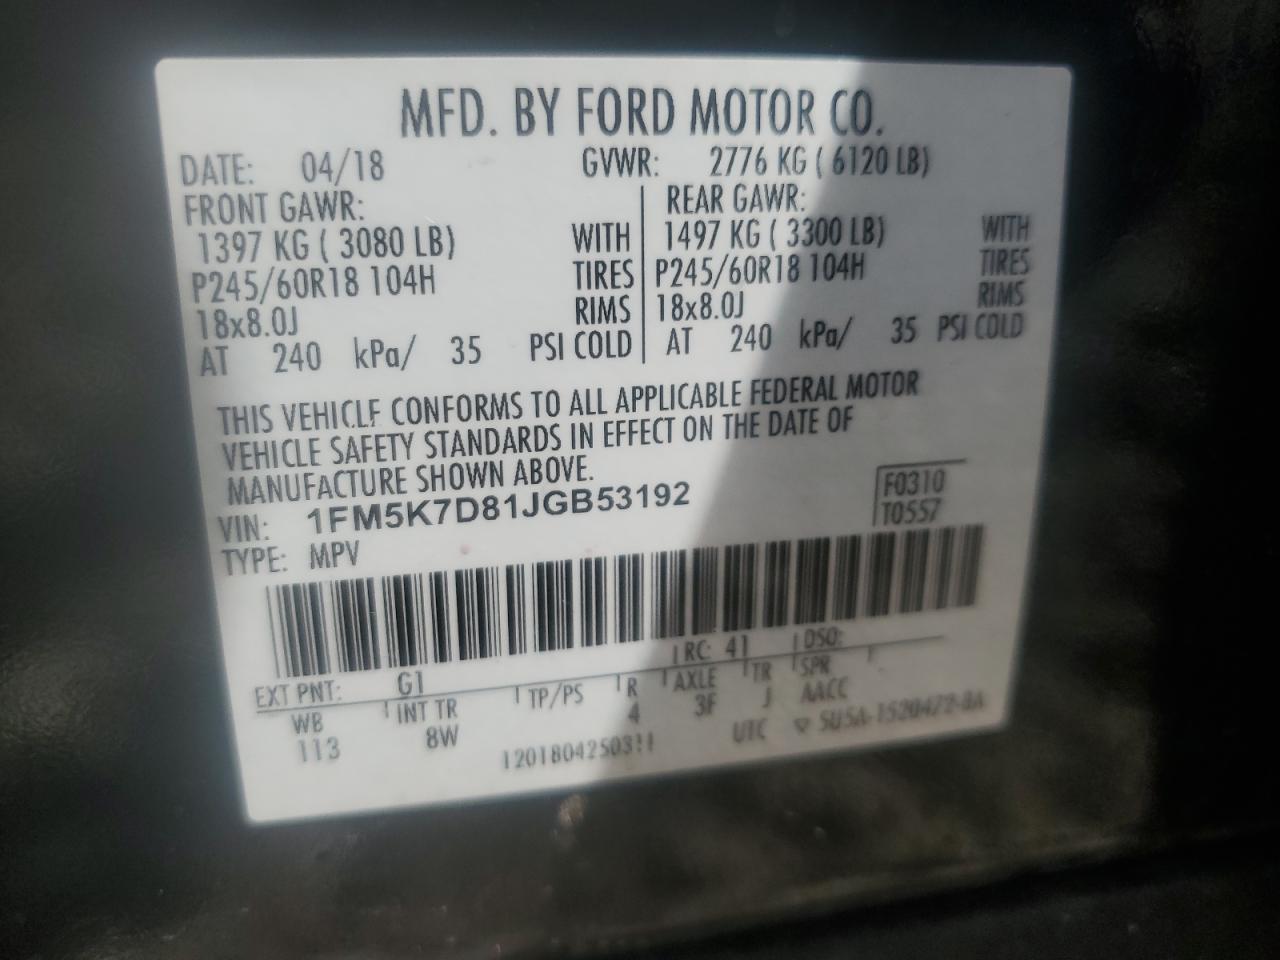 MFD. BY FORD MOTOR CO.
DATE: 04/18 GVWR: 2776 KG ( 6120 LB)
FRONT GAWR: REAR GAWR:
1397 KG ( 3080 LB) WITH 1497 KG ( 3300 LB) WITH
P245/60R18 104H TIRES P245/60R18 104H TIRES
18x8.0J RIMS 18x8.0J RIMS
AT 240 kPa/ 35 PSI COLD AT 240 kPa/ 35 PSI COLD
THIS VEHICLE CONFORMS TO ALL APPLICABLE FEDERAL MOTOR
VEHICLE SAFETY STANDARDS IN EFFECT ON THE DATE OF
MANUFACTURE SHOWN ABOVE.
VIN: 1FM5K7D81JGB53192
F0310
T0557
TYPE: MPV
EXT PNT: G1 RC: 41 DSO:
WB INT TR TP/PS R AXLE TR SPR
113 8W 4 3F J AACC
1201804250311 UTC SU5A-1520472-BA